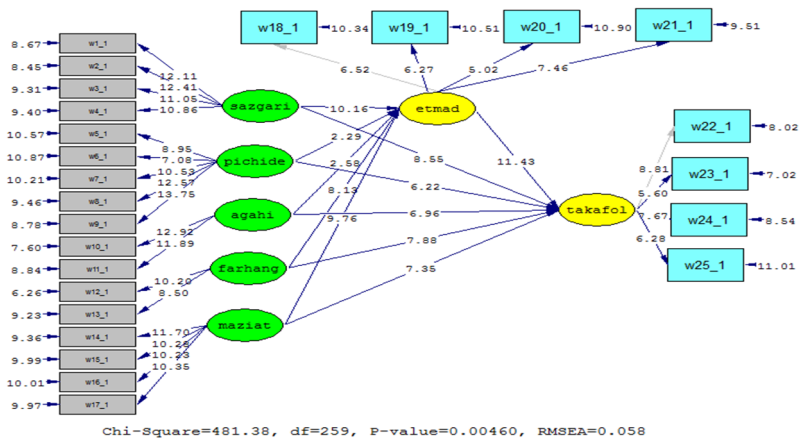 w18_1 10.34 w19_1 10.51 w20_1 10.90 w21_1 9.51
6.52 6.27 5.02 7.46
8.67 w1_1
8.45 w2_1
9.31 w3_1
9.40 w4_1
10.57 w5_1
10.87 w6_1
10.21 w7_1
9.46 w8_1
8.78 w9_1
7.60 w10_1
8.84 w11_1
6.26 w12_1
9.23 w13_1
9.36 w14_1
9.99 w15_1
10.01 w16_1
9.97 w17_1
12.11
12.41
11.05
10.86
8.95
7.08
10.53
12.57
13.75
12.92
11.89
10.20
8.50
11.70
10.25
10.23
10.35
sazgari
pichide
agahi
farhang
maziat
10.16
2.29
2.58
8.13
9.76
etmad
8.55
6.22
6.96
7.88
7.35
11.43
takafol
8.81
5.60
7.67
6.28
w22_1 8.02
w23_1 7.02
w24_1 8.54
w25_1 11.01
Chi-Square=481.38, df=259, P-value=0.00460, RMSEA=0.058